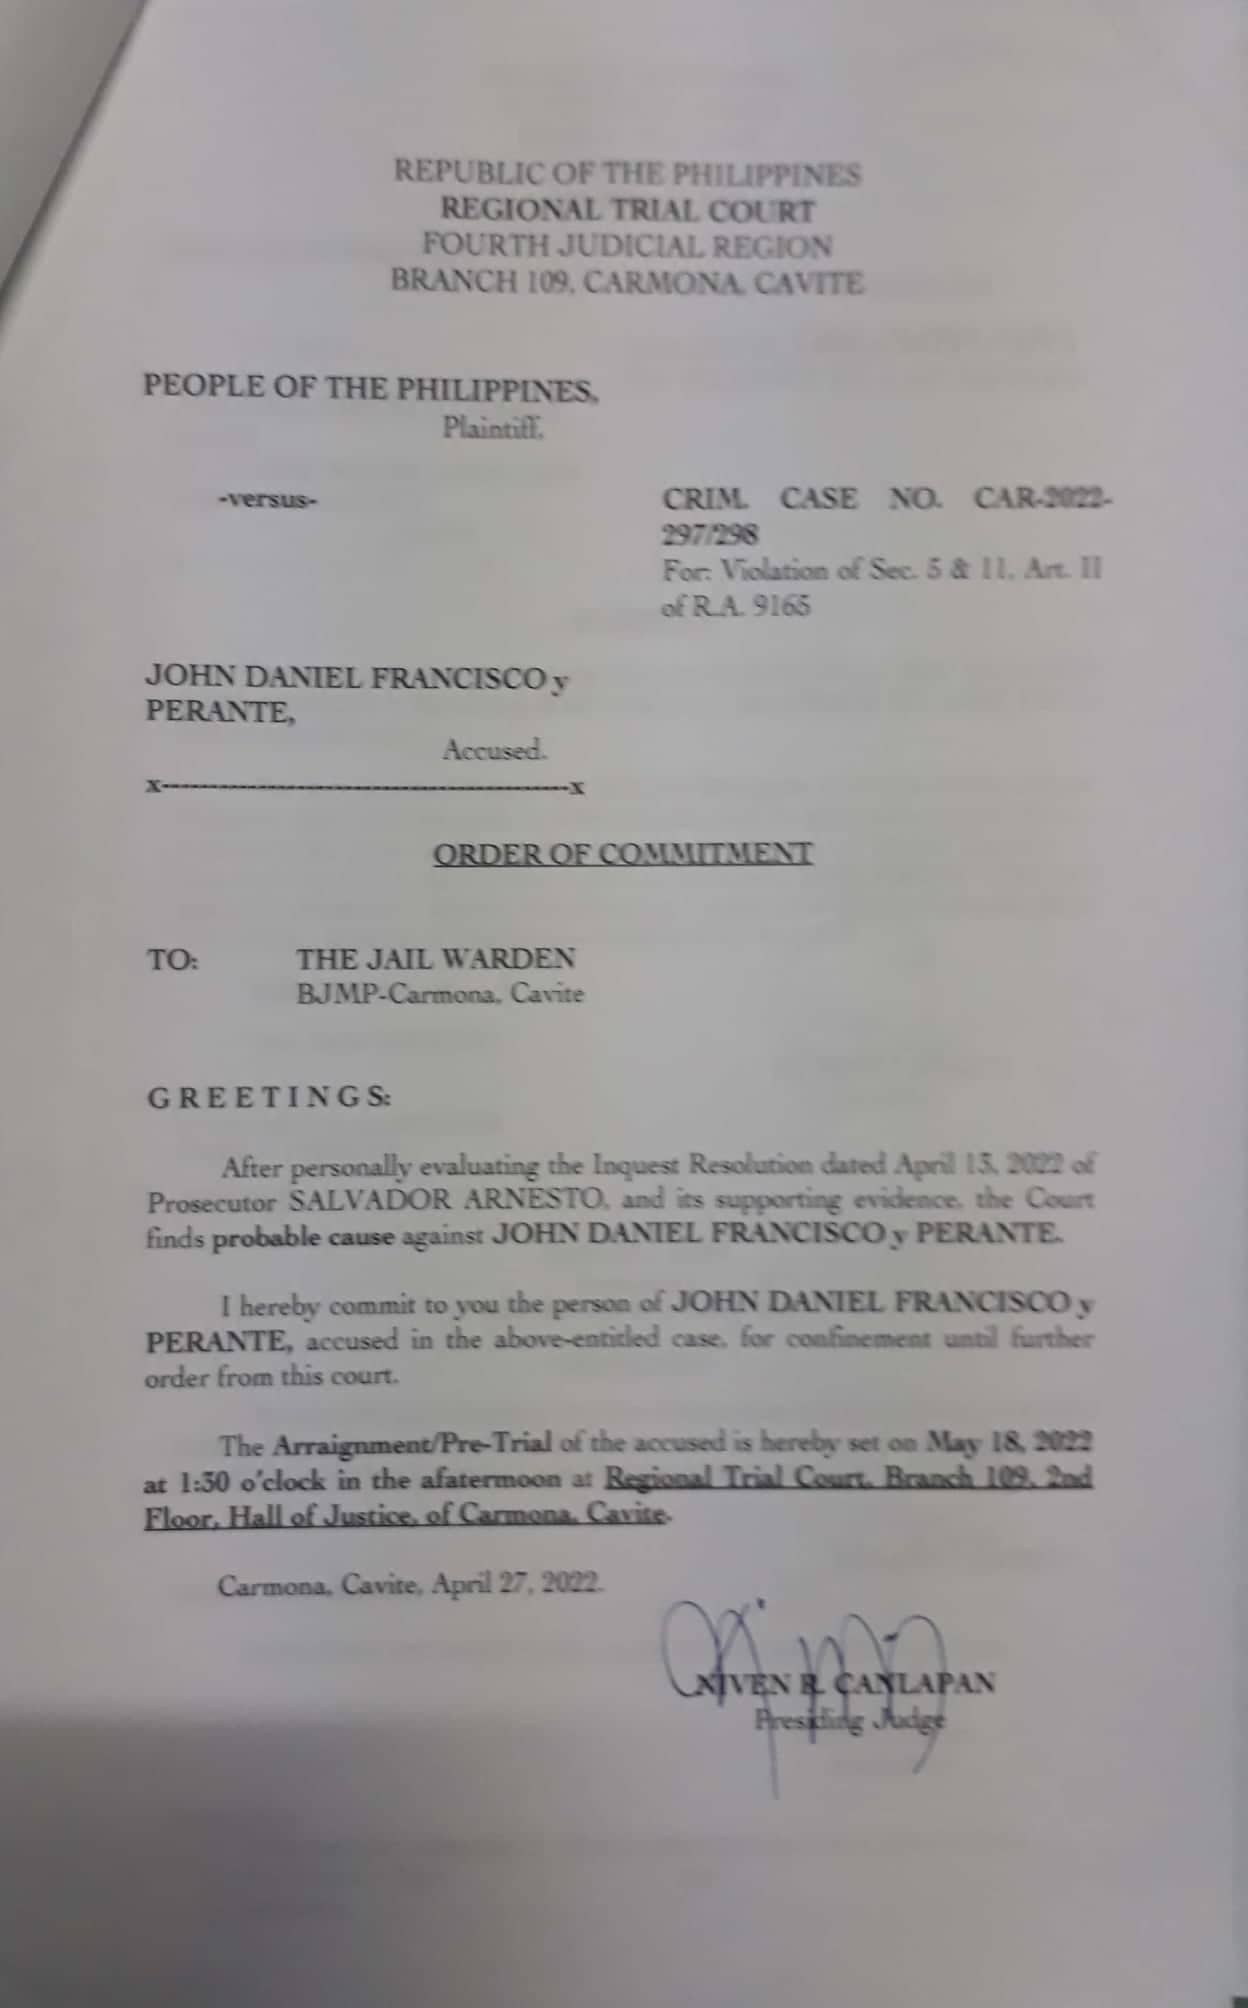 REPUBLIC OF THE PHILIPPINES
REGIONAL TRIAL COURT
FOURTH JUDICIAL REGION
BRANCH 109, CARMONA, CAVITE
PEOPLE OF THE PHILIPPINES,
Plaintiff,
-versus-
CRIM. CASE NO. CAR-2022-
297/298
For: Violation of Sec. 5 & 11, Art. II
of R.A. 9165
JOHN DANIEL FRANCISCO y
PERANTE,
Accused.
x-------------------------------------------x
ORDER OF COMMITMENT
TO: THE JAIL WARDEN
BJMP-Carmona, Cavite
G R E E T I N G S:
After personally evaluating the Inquest Resolution dated April 13, 2022 of
Prosecutor SALVADOR ARNESTO, and its supporting evidence, the Court
finds probable cause against JOHN DANIEL FRANCISCO y PERANTE.
I hereby commit to you the person of JOHN DANIEL FRANCISCO y
PERANTE, accused in the above-entitled case, for confinement until further
order from this court.
The Arraignment/Pre-Trial of the accused is hereby set on May 18, 2022
at 1:30 o'clock in the afatermoon at Regional Trial Court, Branch 109, 2nd
Floor, Hall of Justice, of Carmona, Cavite.
Carmona, Cavite, April 27, 2022.
NIVEN R. CANLAPAN
Presiding Judge